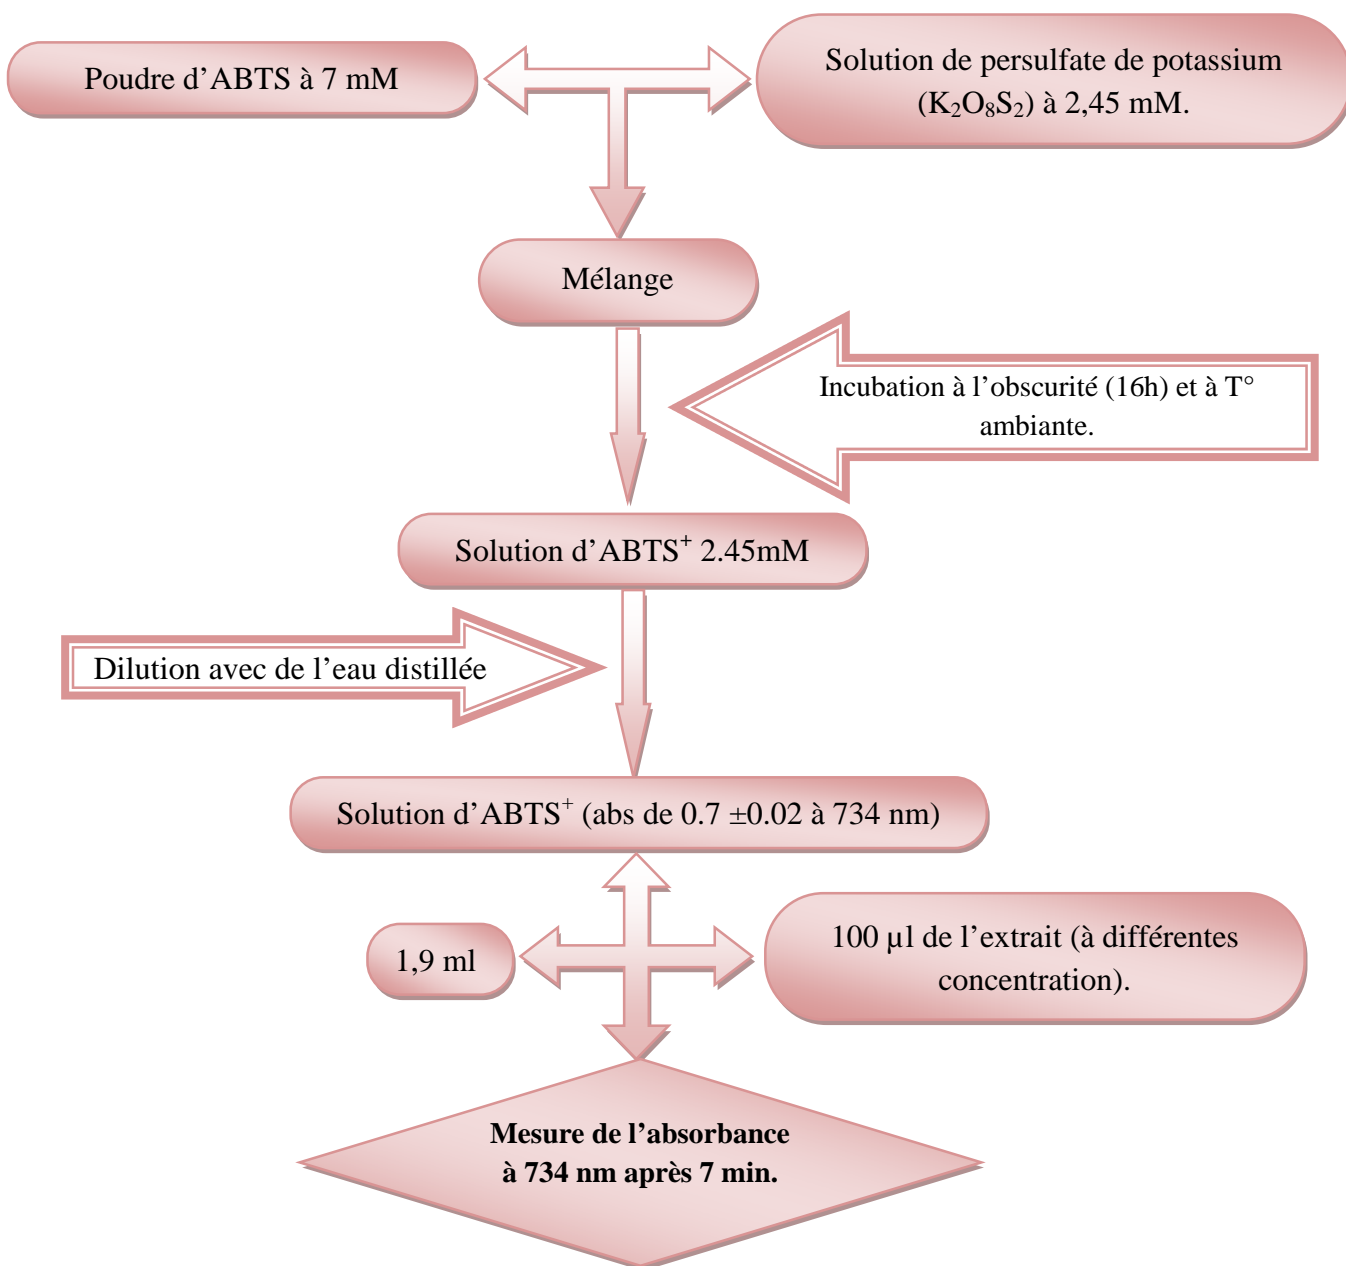 Poudre d’ABTS à 7 mM
Solution de persulfate de potassium
(K₂O₈S₂) à 2,45 mM.
Mélange
Incubation à l’obscurité (16h) et à T°
ambiante.
Solution d’ABTS⁺ 2.45mM
Dilution avec de l’eau distillée
Solution d’ABTS⁺ (abs de 0.7 ±0.02 à 734 nm)
1,9 ml
100 µl de l’extrait (à différentes
concentration).
Mesure de l’absorbance
à 734 nm après 7 min.